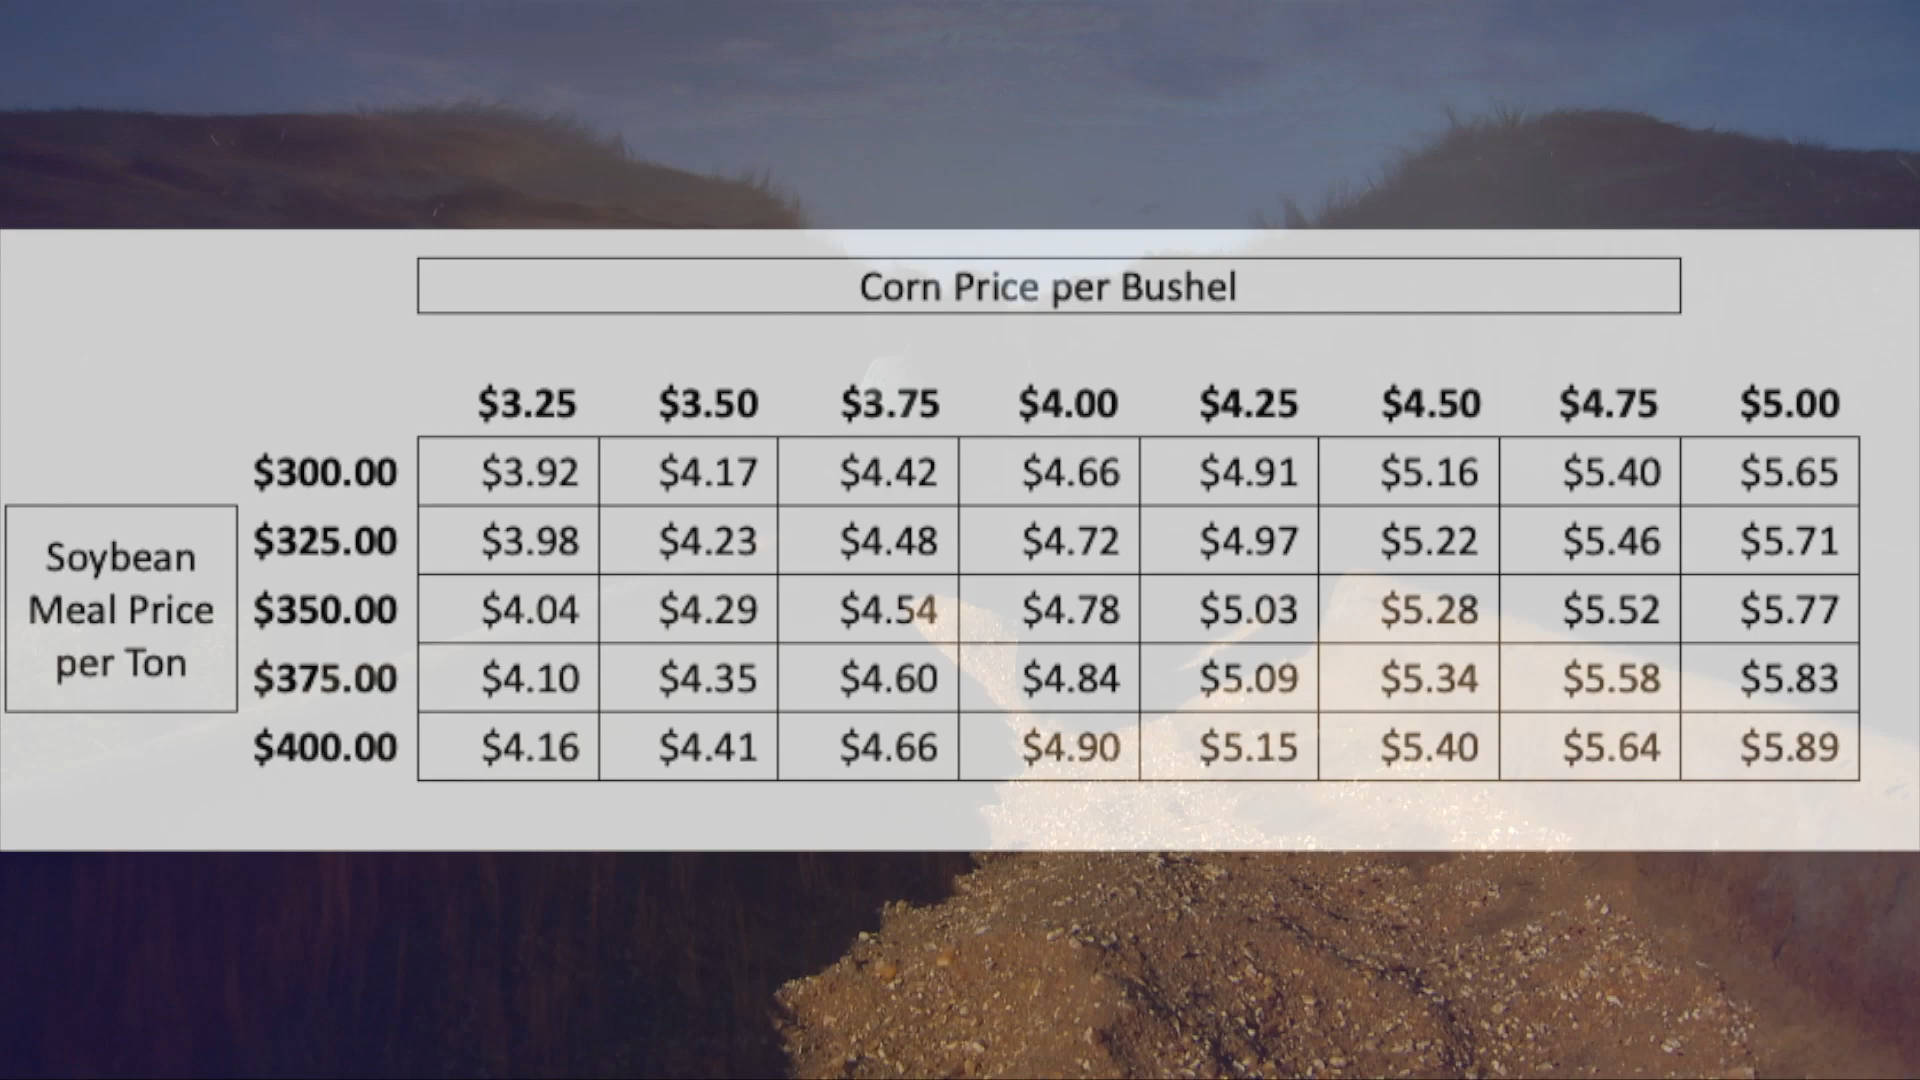 Corn Price per Bushel
$3.25 $3.50 $3.75 $4.00 $4.25 $4.50 $4.75 $5.00
$300.00 $3.92 $4.17 $4.42 $4.66 $4.91 $5.16 $5.40 $5.65
Soybean
Meal Price
per Ton
$325.00 $3.98 $4.23 $4.48 $4.72 $4.97 $5.22 $5.46 $5.71
$350.00 $4.04 $4.29 $4.54 $4.78 $5.03 $5.28 $5.52 $5.77
$375.00 $4.10 $4.35 $4.60 $4.84 $5.09 $5.34 $5.58 $5.83
$400.00 $4.16 $4.41 $4.66 $4.90 $5.15 $5.40 $5.64 $5.89